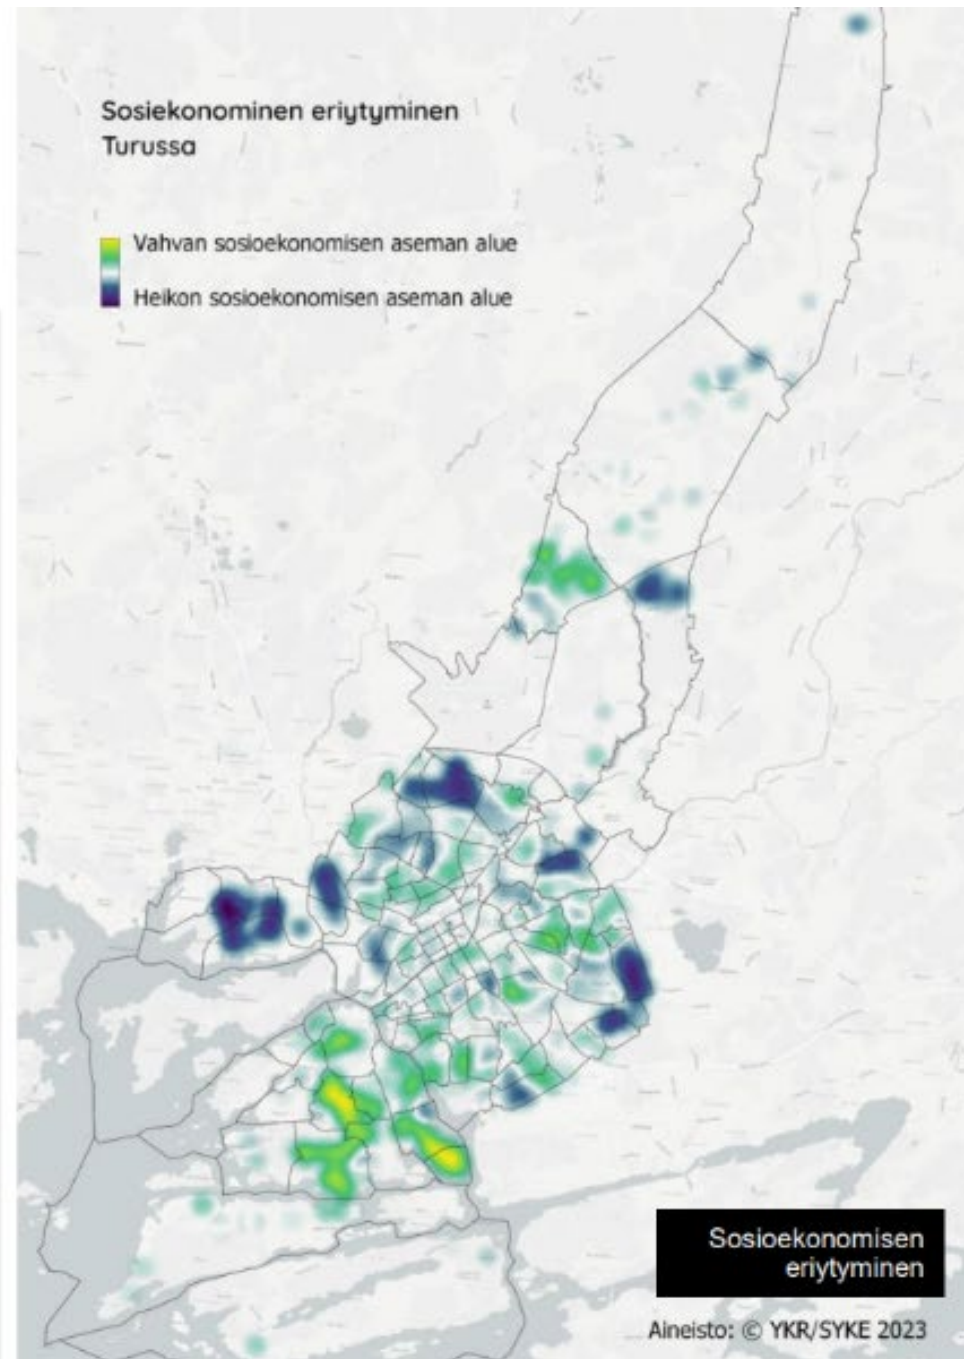 Sosiekonominen eriytyminen
Turussa
Vahvan sosioekonomisen aseman alue
Heikon sosioekonomisen aseman alue
Sosioekonomisen
eriytyminen
Aineisto: © YKR/SYKE 2023